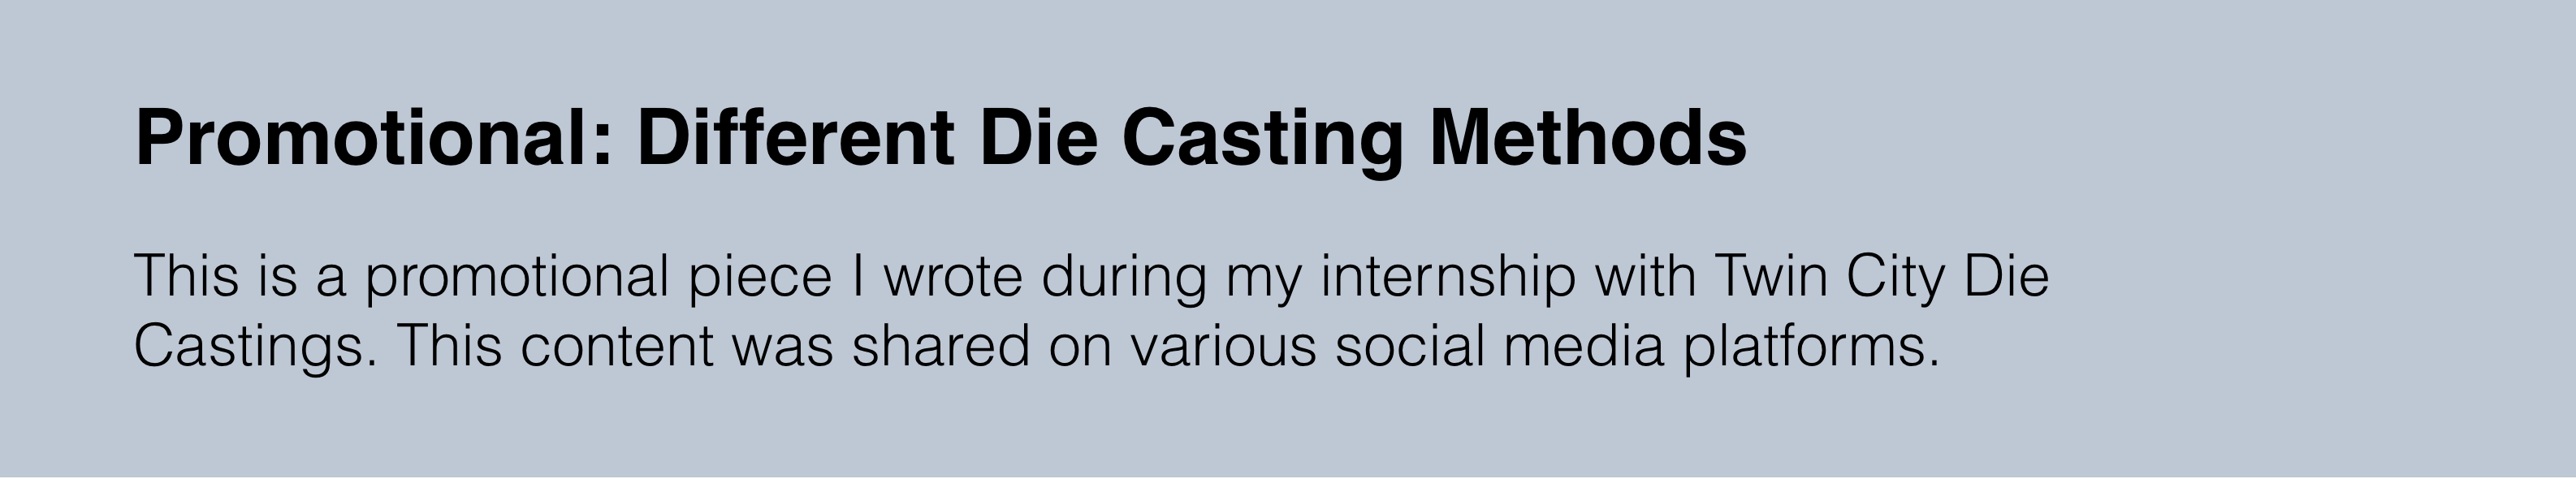 Promotional: Different Die Casting Methods
This is a promotional piece I wrote during my internship with Twin City Die
Castings. This content was shared on various social media platforms.